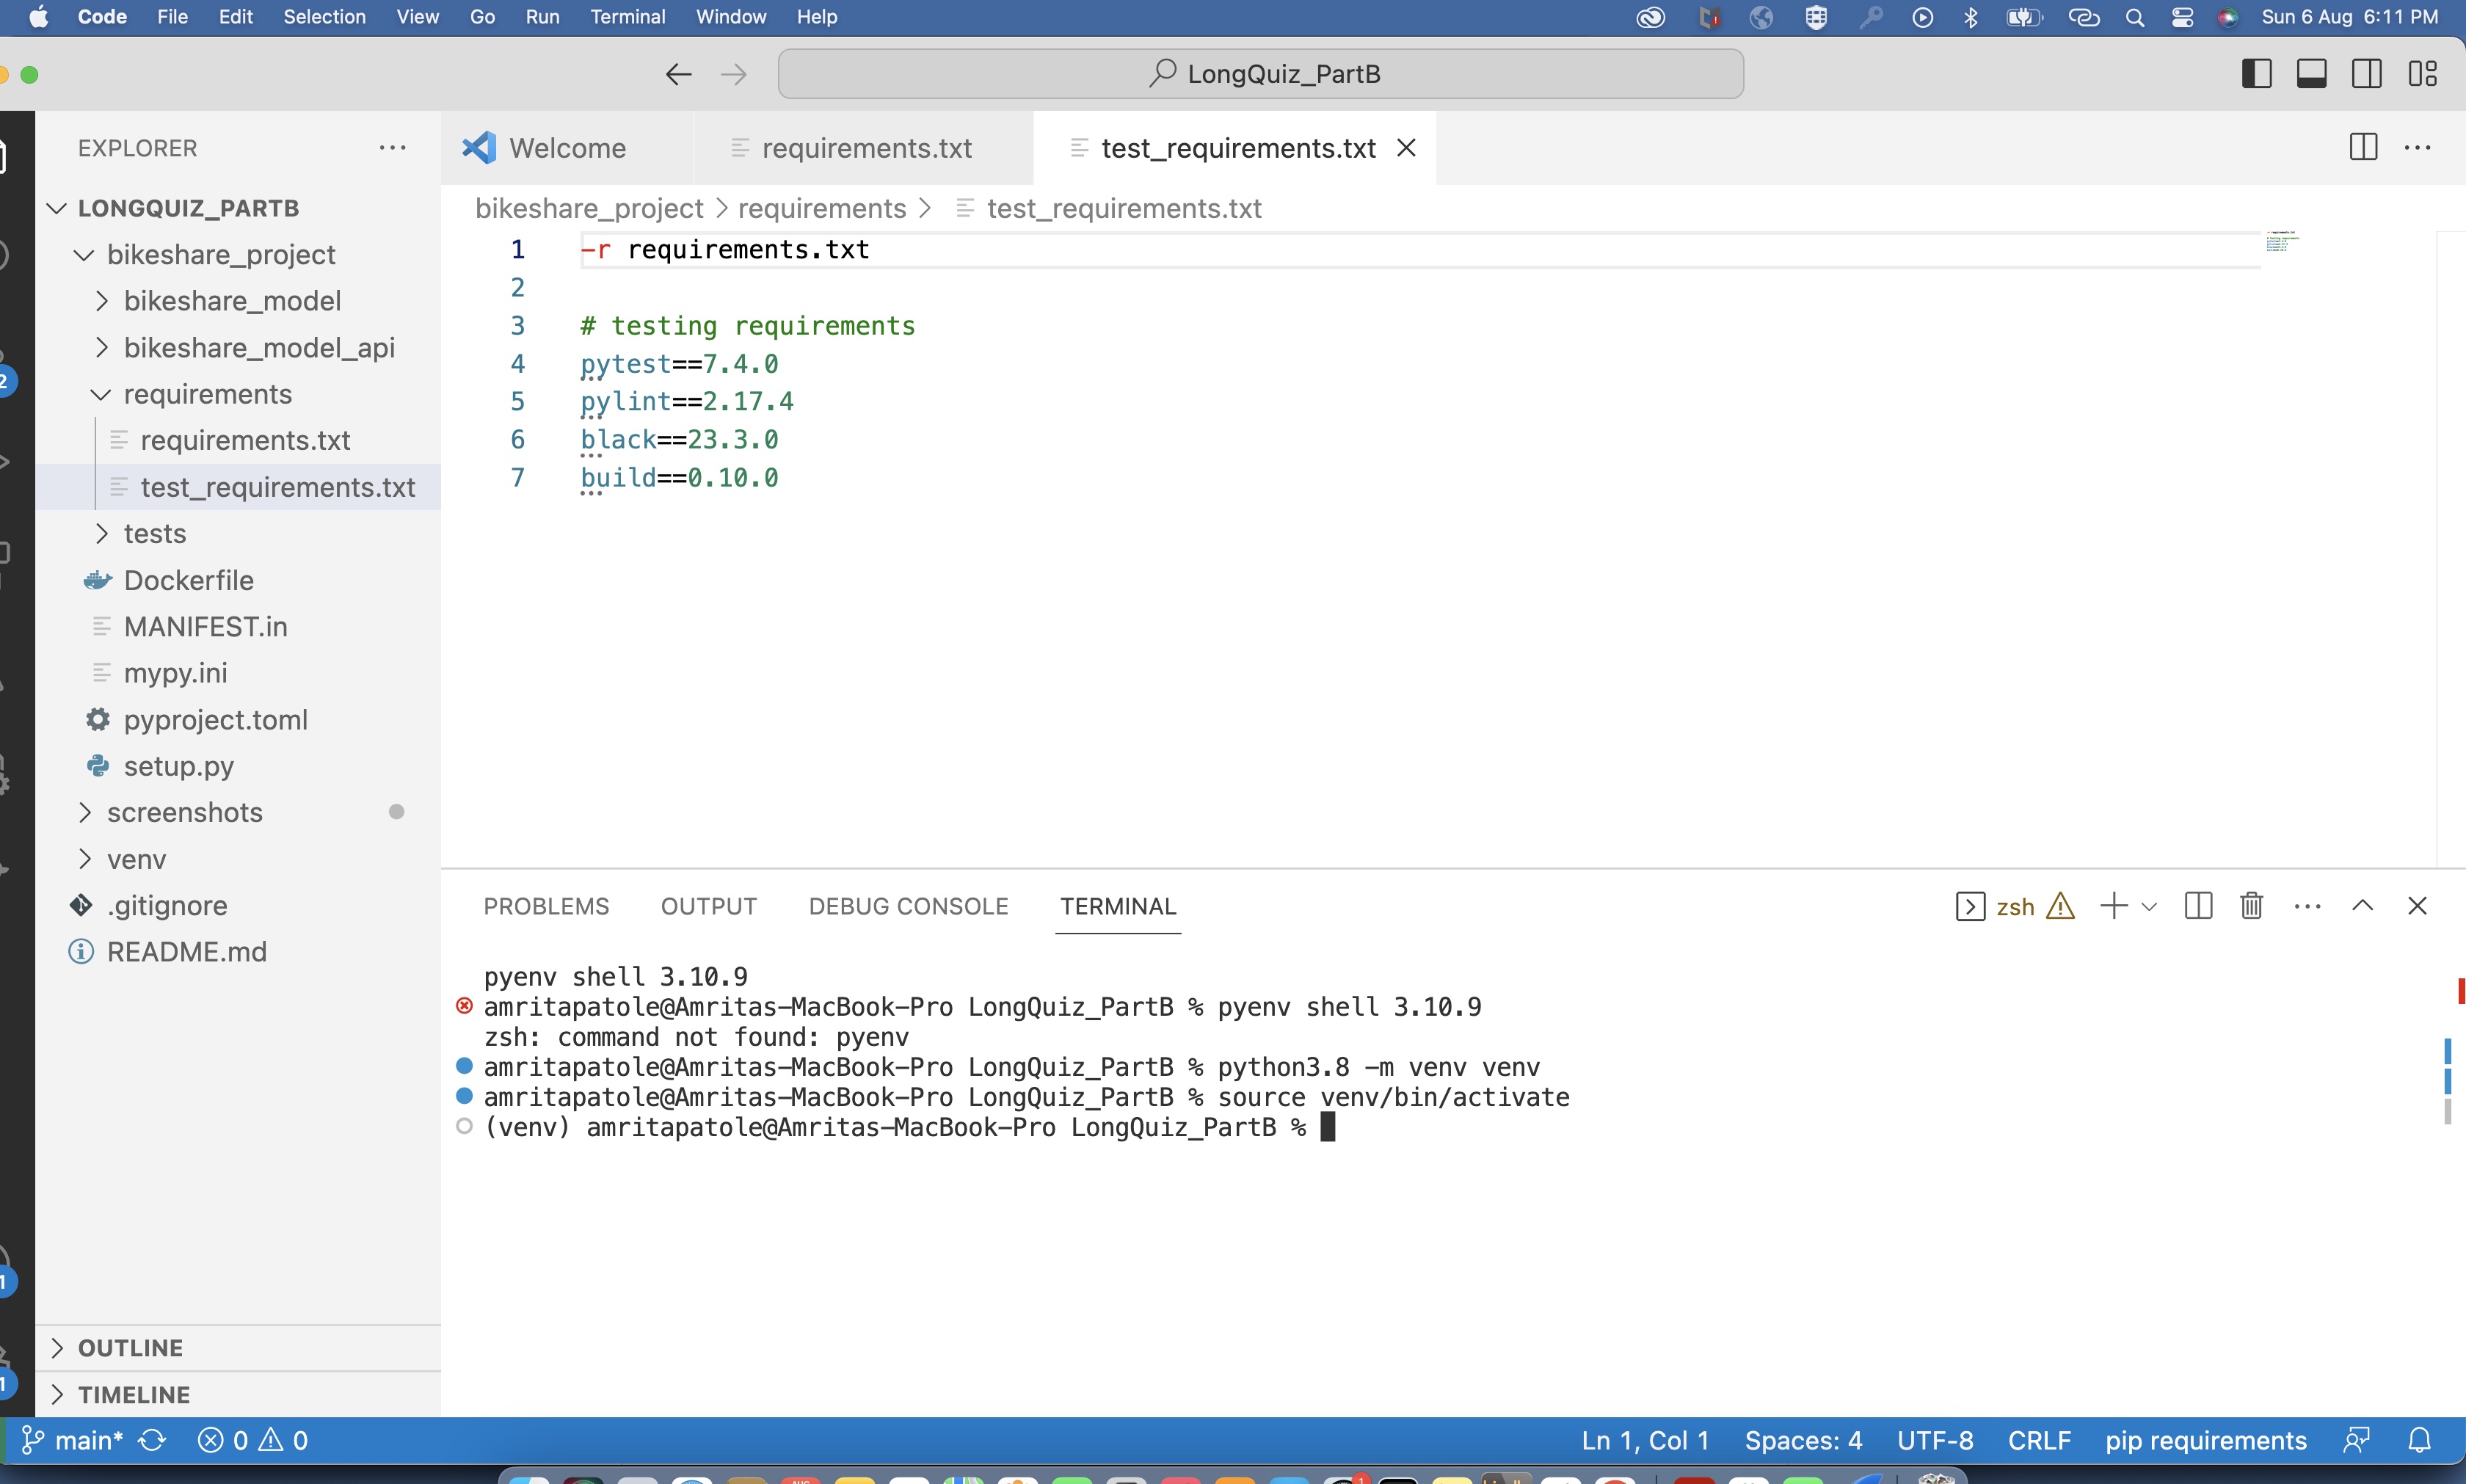 Code File Edit Selection View Go Run Terminal Window Help Sun 6 Aug 6:11 PM
LongQuiz_PartB
EXPLORER
LONGQUIZ_PARTB
bikeshare_project
bikeshare_model
bikeshare_model_api
requirements
requirements.txt
test_requirements.txt
tests
Dockerfile
MANIFEST.in
mypy.ini
pyproject.toml
setup.py
screenshots
venv
.gitignore
README.md
OUTLINE
TIMELINE
2
1
1
Welcome requirements.txt test_requirements.txt
bikeshare_project > requirements > test_requirements.txt
1 -r requirements.txt
2
3 # testing requirements
4 pytest==7.4.0
5 pylint==2.17.4
6 black==23.3.0
7 build==0.10.0
PROBLEMS OUTPUT DEBUG CONSOLE TERMINAL zsh
pyenv shell 3.10.9
amritapatole@Amritas-MacBook-Pro LongQuiz_PartB % pyenv shell 3.10.9
zsh: command not found: pyenv
amritapatole@Amritas-MacBook-Pro LongQuiz_PartB % python3.8 -m venv venv
amritapatole@Amritas-MacBook-Pro LongQuiz_PartB % source venv/bin/activate
(venv) amritapatole@Amritas-MacBook-Pro LongQuiz_PartB %
main* 0 0 Ln 1, Col 1 Spaces: 4 UTF-8 CRLF pip requirements